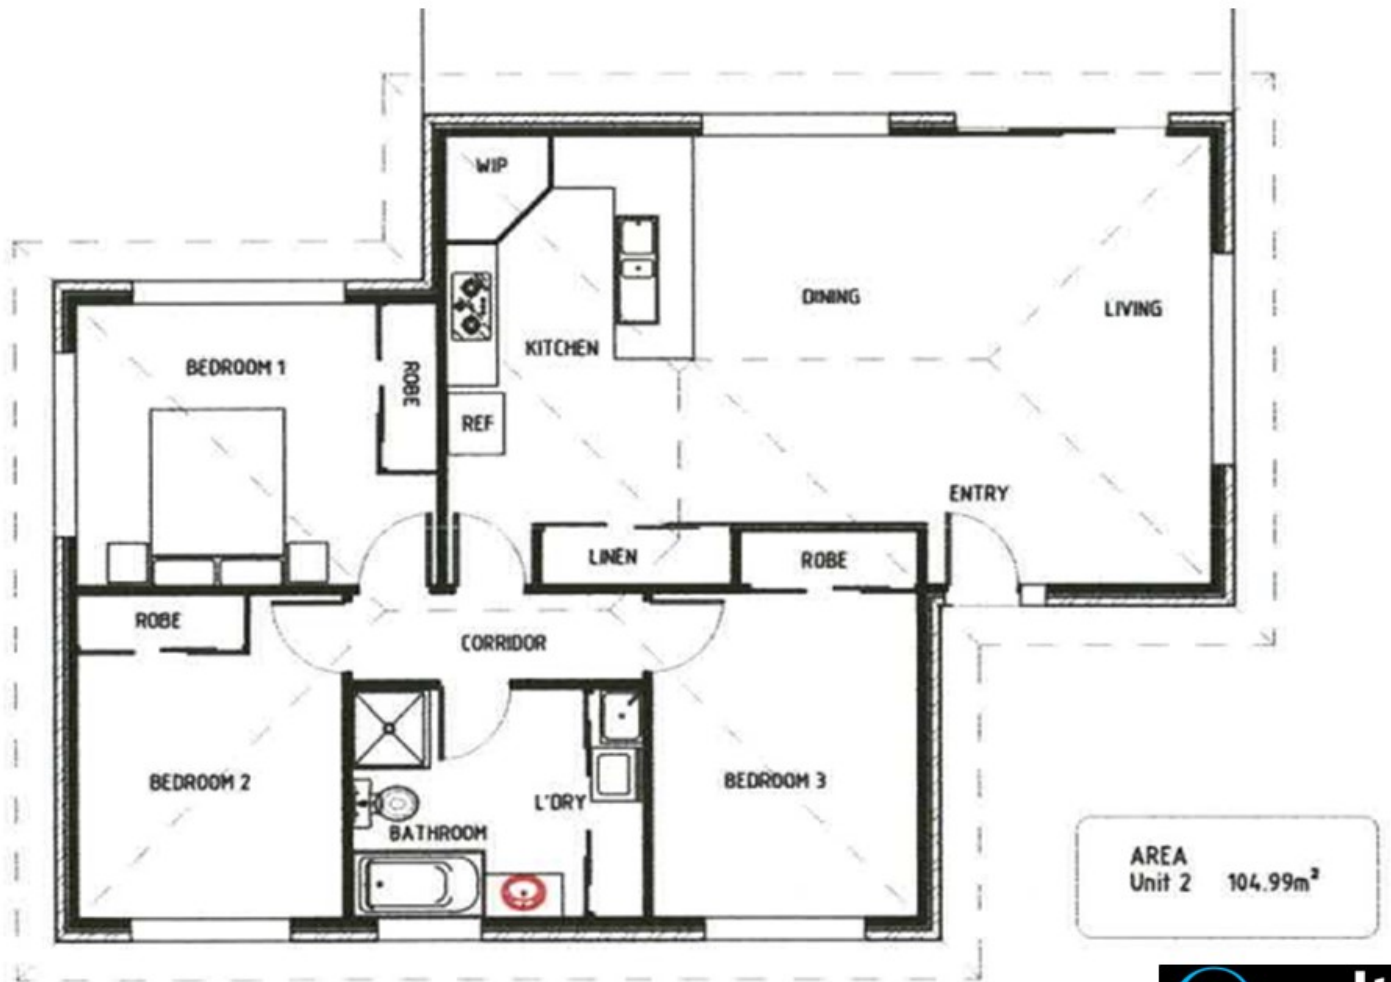 WIP
DINING
LIVING
KITCHEN
BEDROOM 1
ROBE
REF
ENTRY
LINEN
ROBE
ROBE
CORRIDOR
BEDROOM 2
BEDROOM 3
L'DRY
BATHROOM
AREA
Unit 2 104.99m²